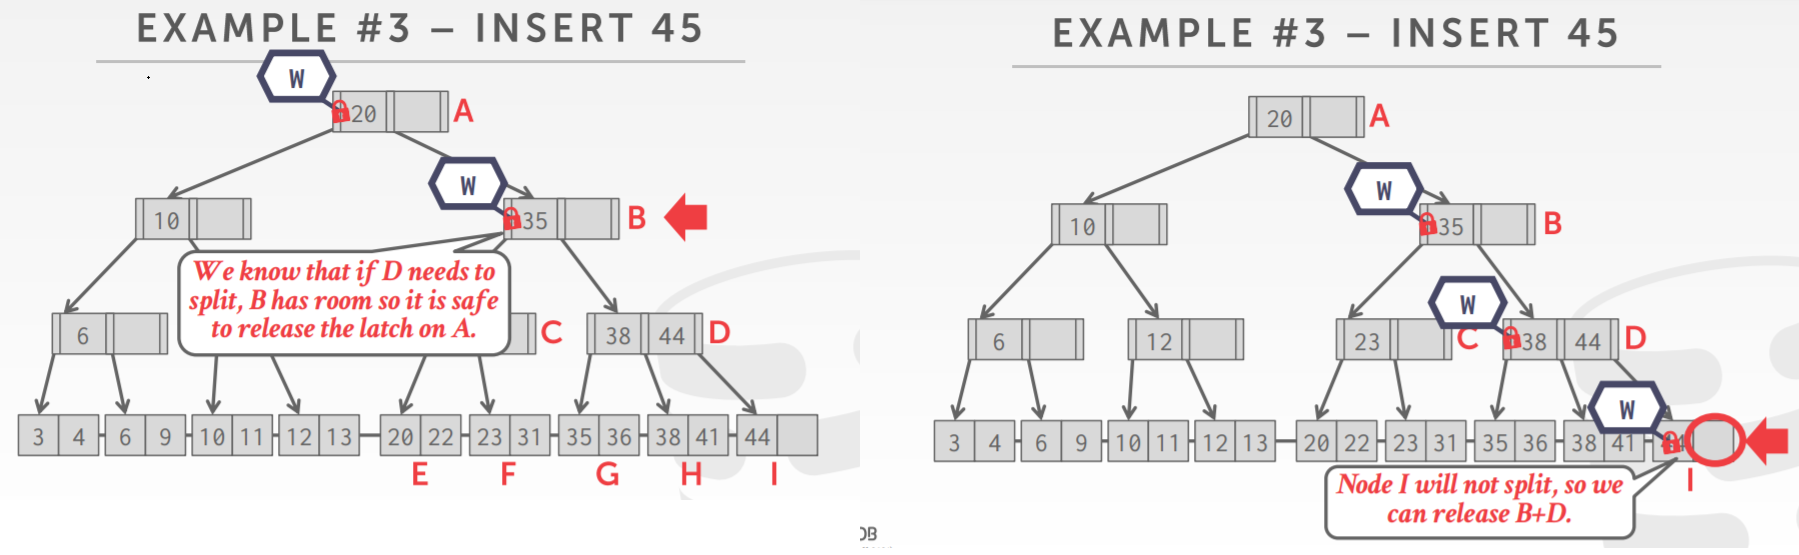 EXAMPLE #3 – INSERT 45
W
20
A
W
35
B
10
We know that if D needs to
split, B has room so it is safe
to release the latch on A.
6
C
38 44
D
3 4 6 9 10 11 12 13 20 22 23 31 35 36 38 41 44
E F G H I
EXAMPLE #3 – INSERT 45
20
A
W
35
B
10
W
6
12
23
C
38 44
D
W
3 4 6 9 10 11 12 13 20 22 23 31 35 36 38 41 44
I
Node I will not split, so we
can release B+D.
DB